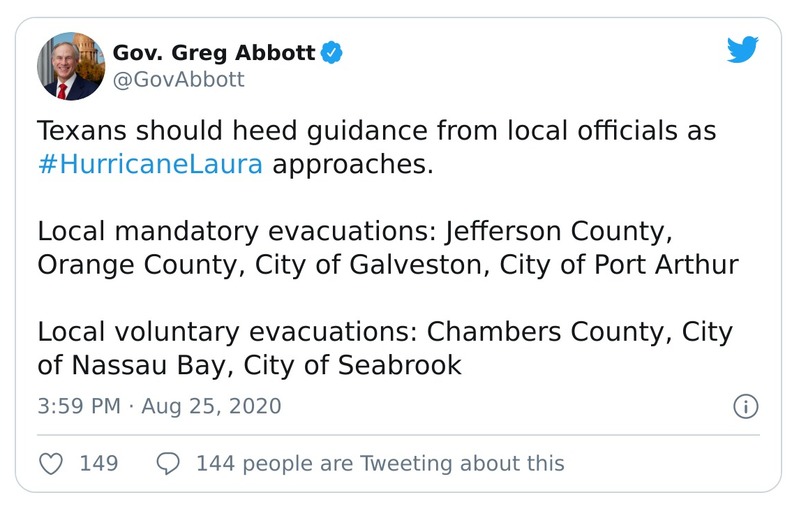 Gov. Greg Abbott
@GovAbbott
Texans should heed guidance from local officials as
#HurricaneLaura approaches.
Local mandatory evacuations: Jefferson County,
Orange County, City of Galveston, City of Port Arthur
Local voluntary evacuations: Chambers County, City
of Nassau Bay, City of Seabrook
3:59 PM · Aug 25, 2020
149 144 people are Tweeting about this